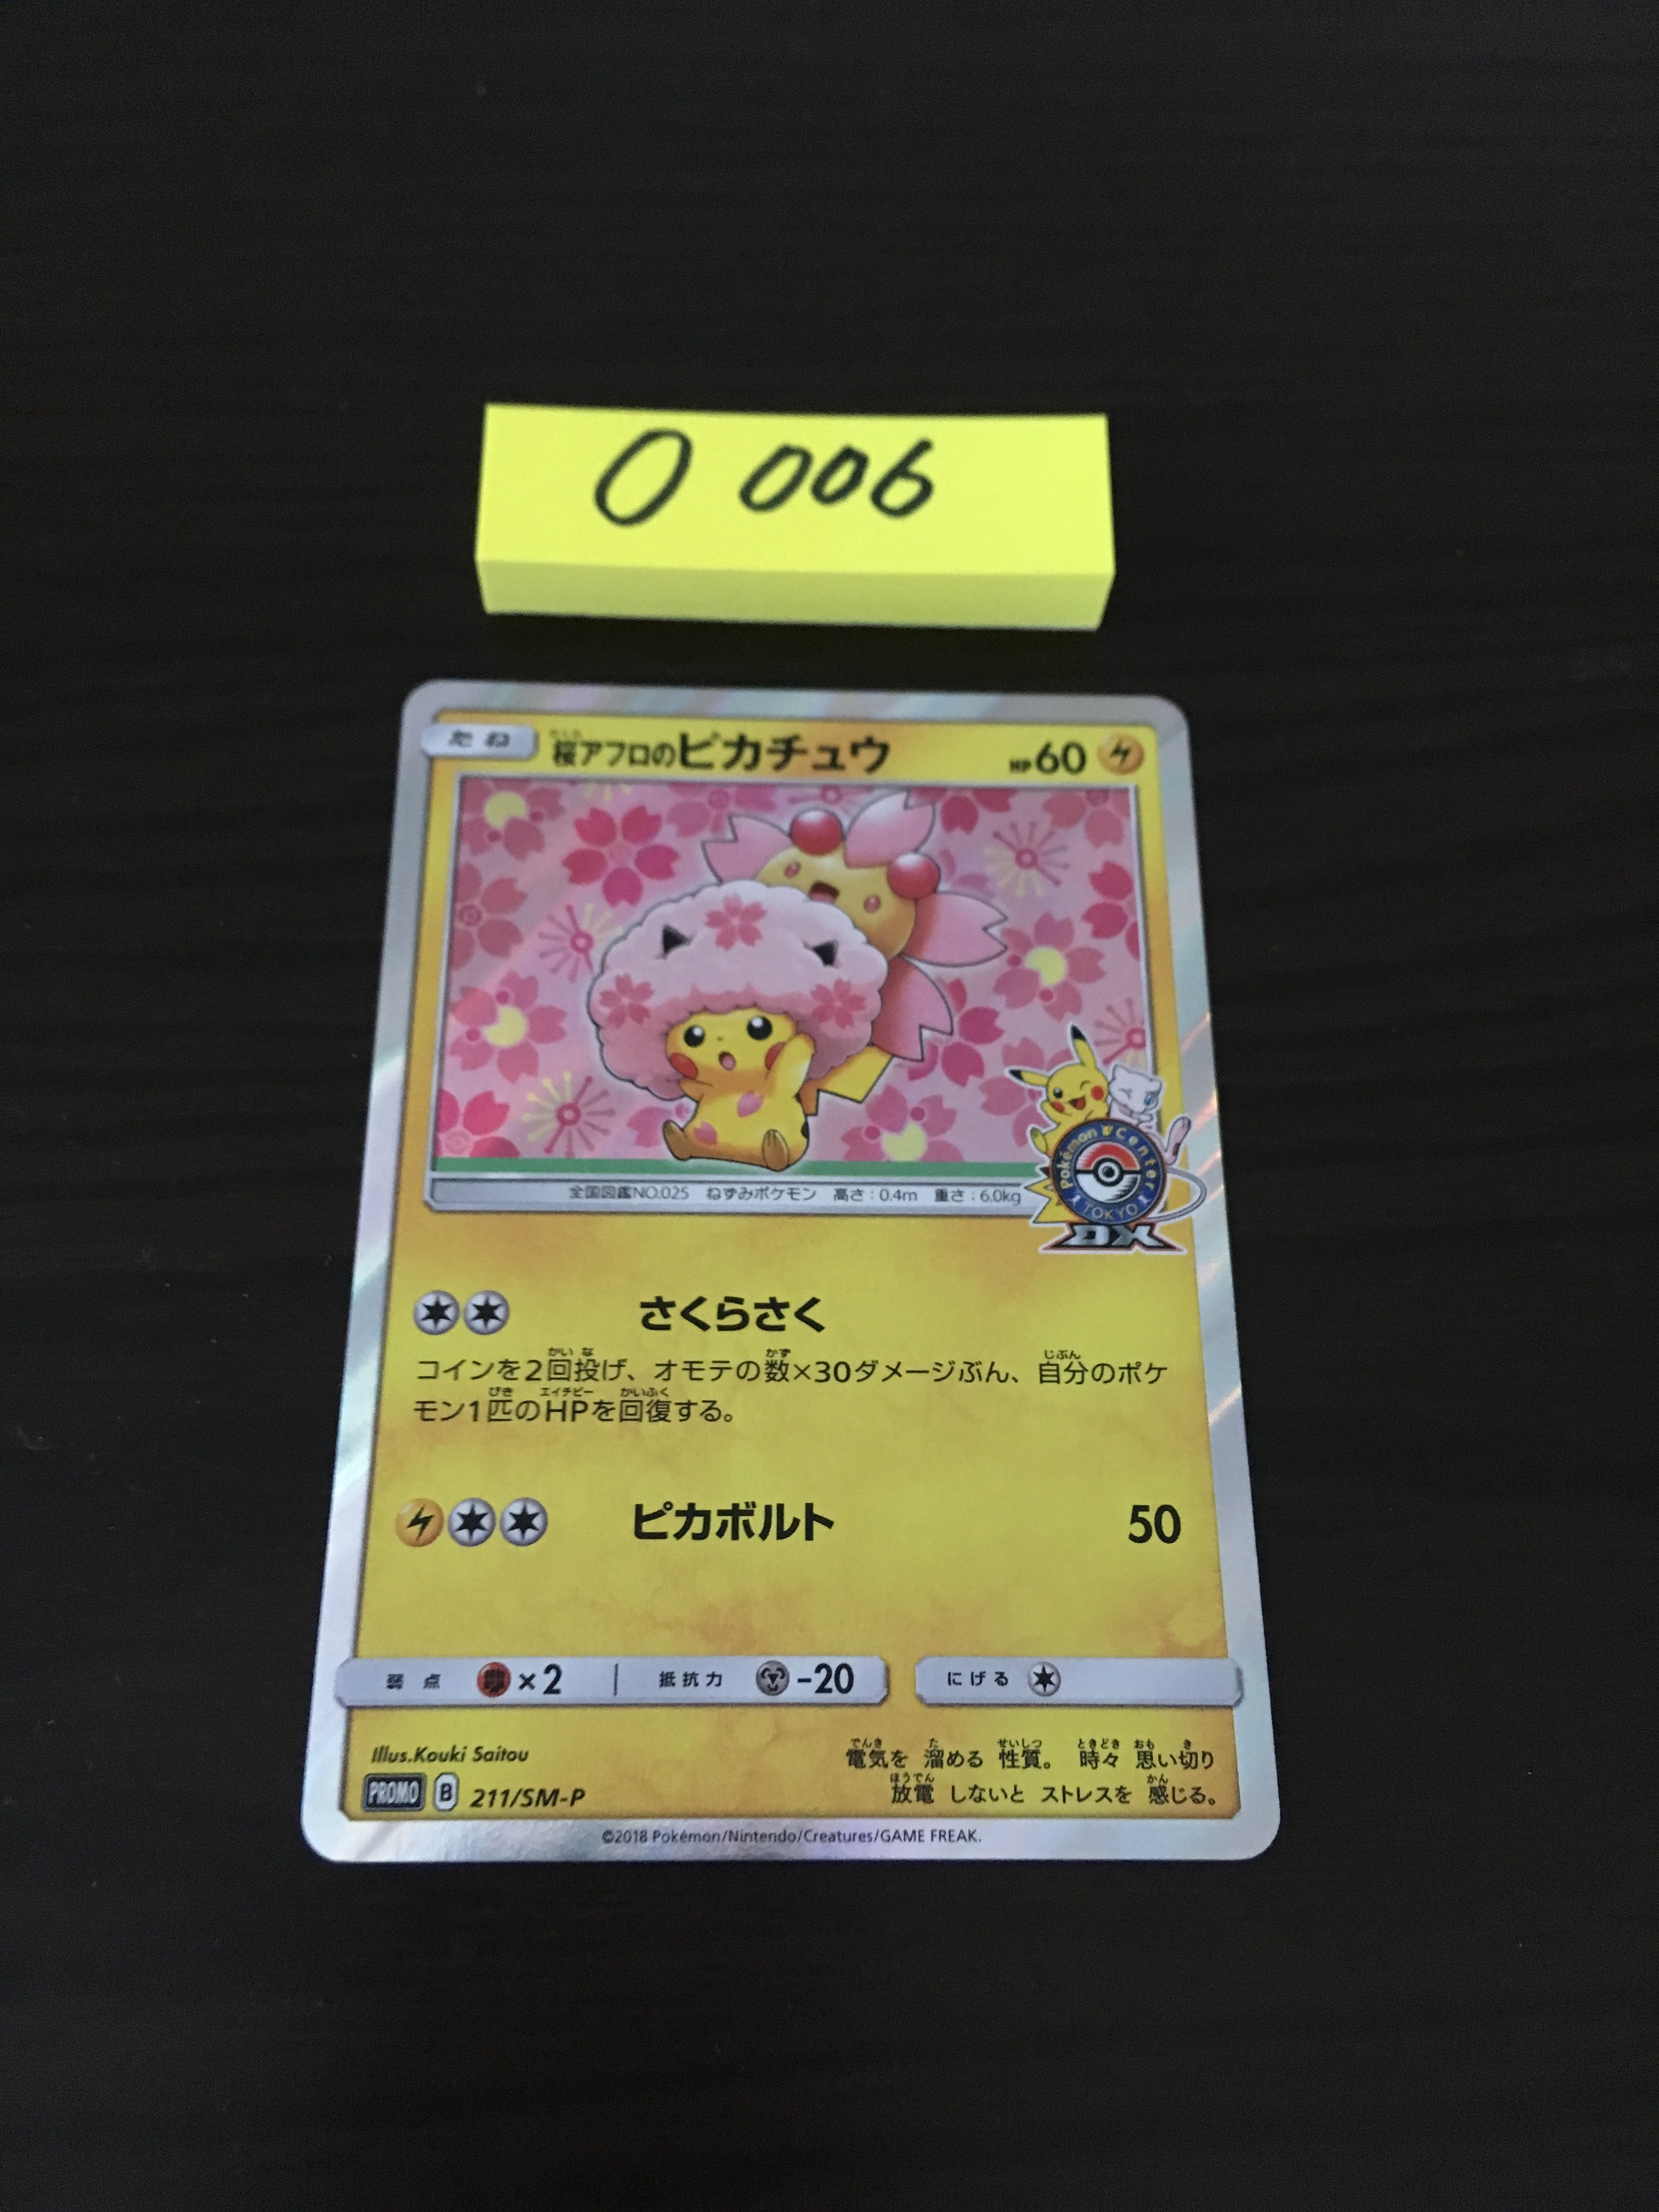 O 006
たね 桜アフロのピカチュウ HP60
全国図鑑NO.025 ねずみポケモン 高さ:0.4m 重さ:6.0kg
Pokémon Center
TOKYO
DX
さくらさく
コインを2回投げ、オモテの数×30ダメージぶん、自分のポケ
モン1匹のHPを回復する。
ピカボルト 50
弱点 ×2 抵抗力 -20 にげる
Illus.Kouki Saitou
PROMO B 211/SM-P
電気を 溜める 性質。 時々 思い切り
放電 しないと ストレスを 感じる。
©2018 Pokémon/Nintendo/Creatures/GAME FREAK.